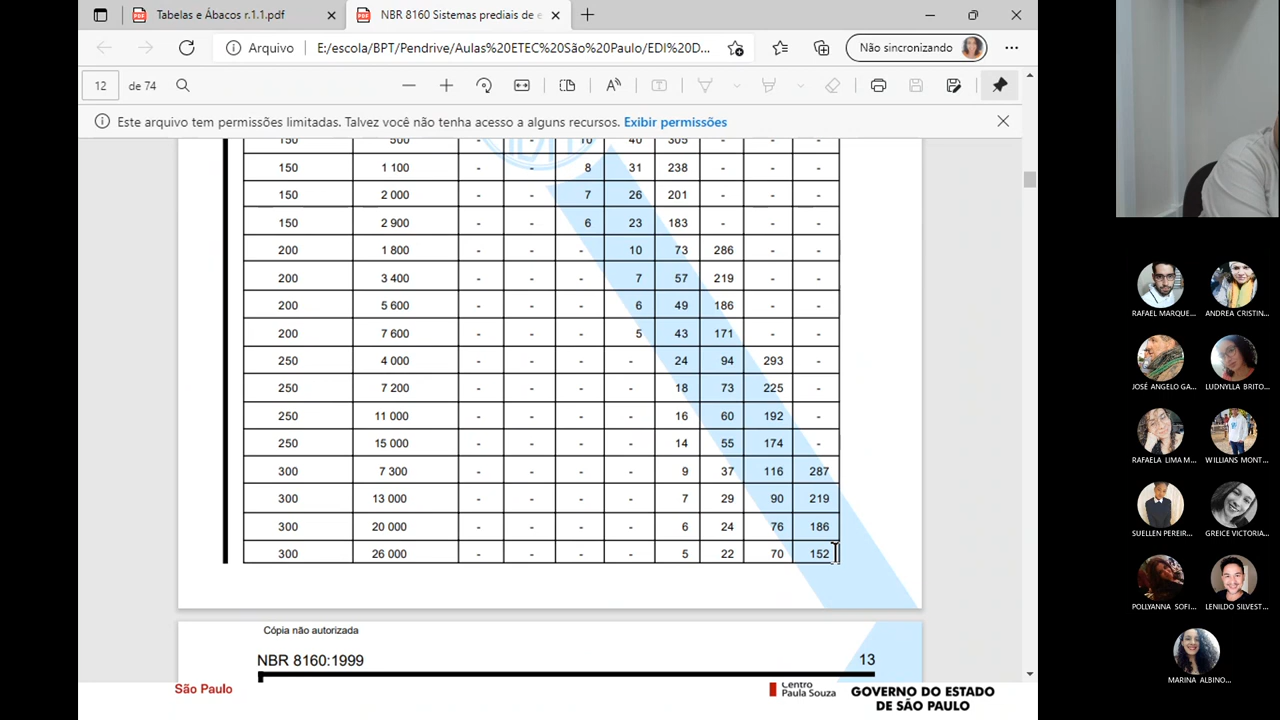 Tabelas e Ábacos r.1.1.pdf
NBR 8160 Sistemas prediais de e
Arquivo E:/escola/BPT/Pendrive/Aulas%20ETEC%20São%20Paulo/EDI%20D...
Não sincronizando
12 de 74
Este arquivo tem permissões limitadas. Talvez você não tenha acesso a alguns recursos. Exibir permissões
150 500 - - 10 40 305 - - -
150 1 100 - - 8 31 238 - - -
150 2 000 - - 7 26 201 - - -
150 2 900 - - 6 23 183 - - -
200 1 800 - - - 10 73 286 - -
200 3 400 - - - 7 57 219 - -
200 5 600 - - - 6 49 186 - -
200 7 600 - - - 5 43 171 - -
250 4 000 - - - - 24 94 293 -
250 7 200 - - - - 18 73 225 -
250 11 000 - - - - 16 60 192 -
250 15 000 - - - - 14 55 174 -
300 7 300 - - - - 9 37 116 287
300 13 000 - - - - 7 29 90 219
300 20 000 - - - - 6 24 76 186
300 26 000 - - - - 5 22 70 152
Cópia não autorizada
NBR 8160:1999 13
São Paulo
Centro
Paula Souza
GOVERNO DO ESTADO
DE SÃO PAULO
RAFAEL MARQUE...
ANDREA CRISTIN...
JOSÉ ANGELO GA...
LUDNYLLA BRITO...
RAFAELA LIMA M...
WILLIANS MONT...
SUELLEN PEREIR...
GREICE VICTORIA...
POLLYANNA SOFI...
LENILDO SILVEST...
MARINA ALBINO...